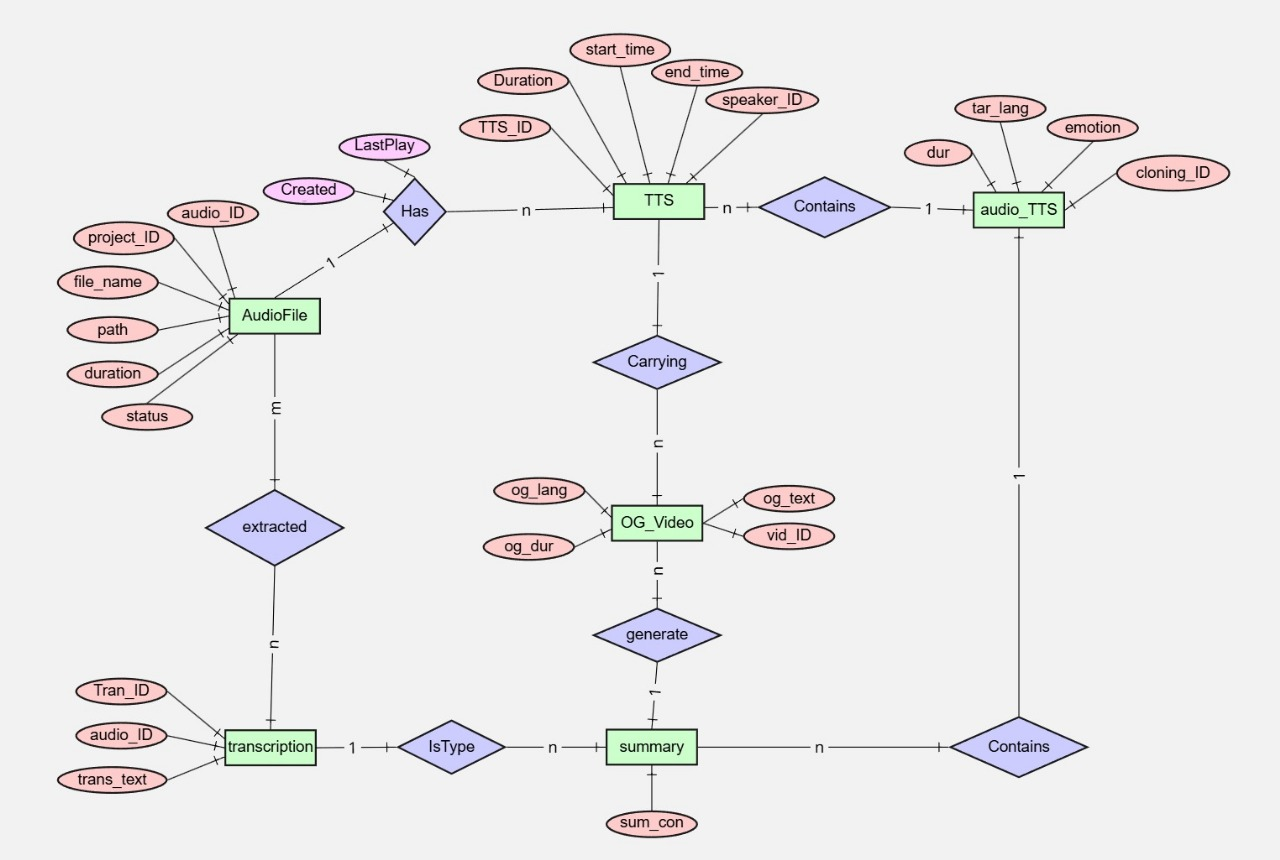 start_time
end_time
Duration
speaker_ID
TTS_ID
tar_lang
emotion
dur
cloning_ID
LastPlay
Created
Has
n
TTS
n
Contains
1
audio_TTS
audio_ID
project_ID
file_name
path
duration
status
AudioFile
1
1
Carrying
m
n
extracted
og_lang
og_dur
OG_Video
og_text
vid_ID
1
n
generate
n
1
Tran_ID
audio_ID
trans_text
transcription
1
IsType
n
summary
n
Contains
sum_con